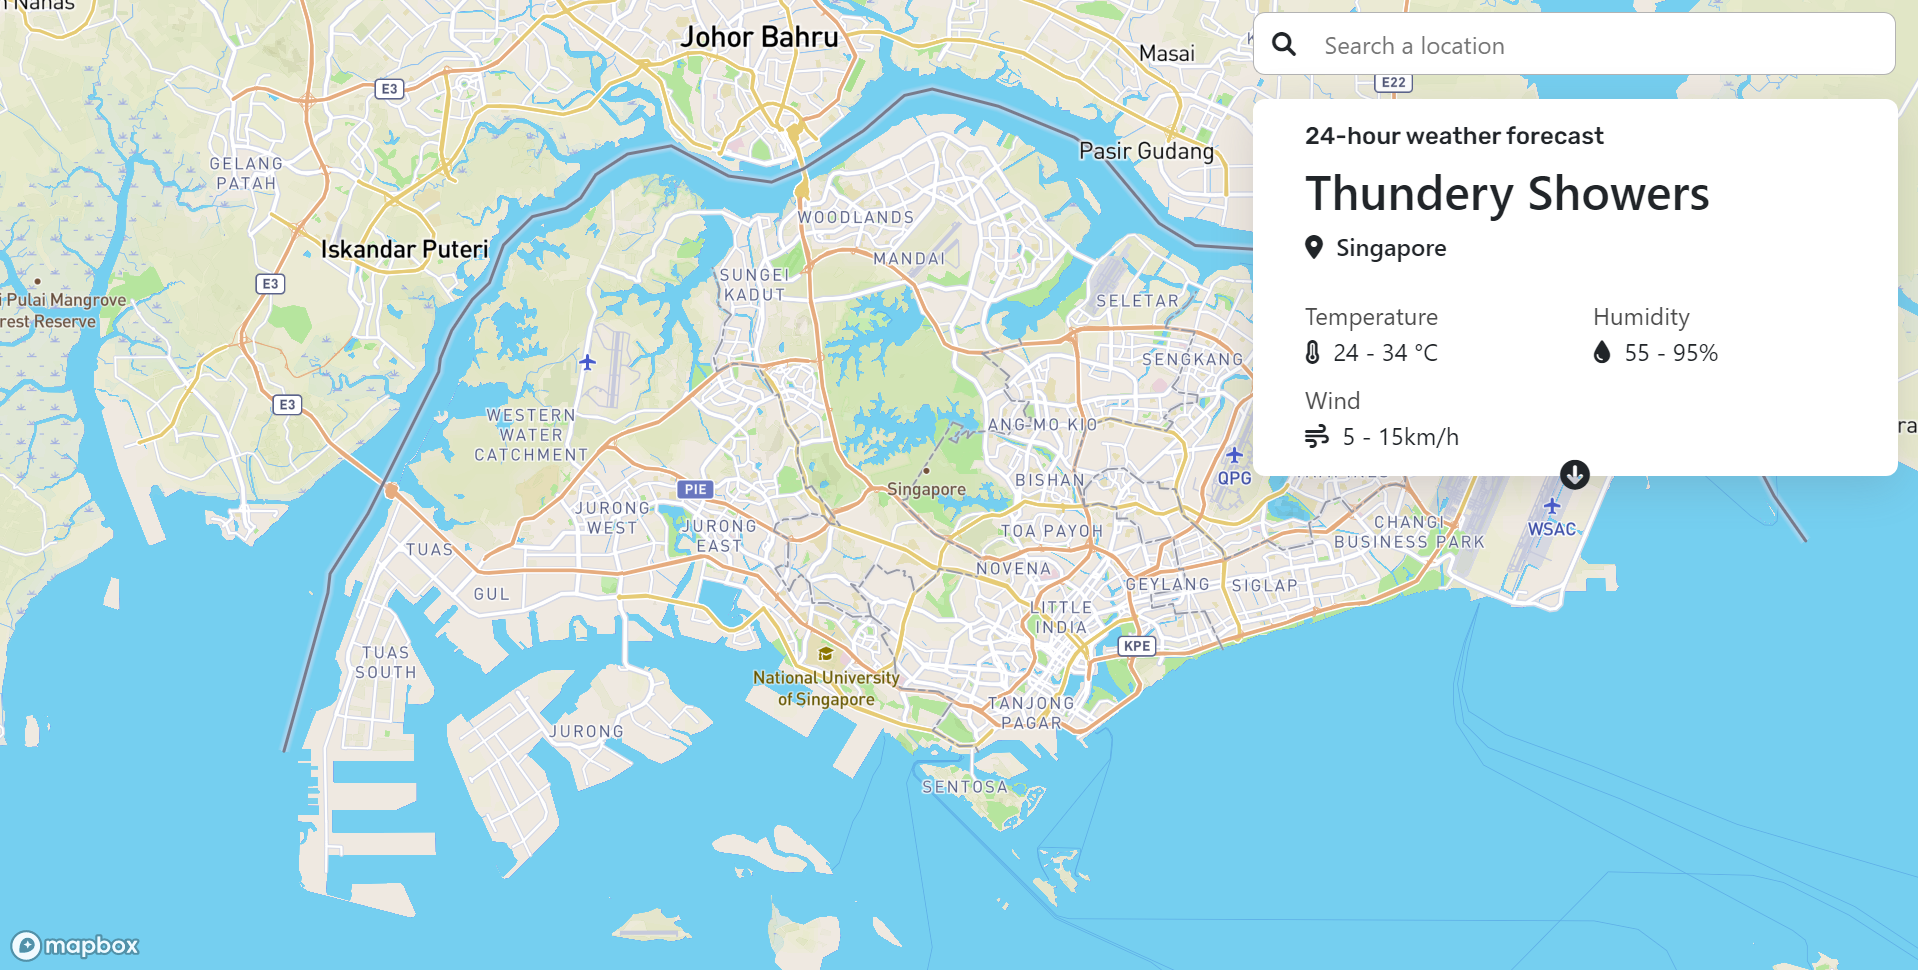 Johor Bahru
Masai
Search a location
E3
E22
24-hour weather forecast
Pasir Gudang
GELANG
PATAH
Thundery Showers
WOODLANDS
Iskandar Puteri
MANDAI
Singapore
SUNGEI
KADUT
E3
i Pulai Mangrove
rest Reserve
SELETAR
Temperature
Humidity
24 - 34 °C
55 - 95%
SENGKANG
Wind
E3
WESTERN
WATER
CATCHMENT
ANG-MO KIO
5 - 15km/h
QPG
BISHAN
PIE
Singapore
JURONG
WEST
JURONG
EAST
TOA PAYOH
CHANGI
BUSINESS PARK
WSAC
TUAS
NOVENA
GEYLANG
SIGLAP
GUL
LITTLE
INDIA
KPE
TUAS
SOUTH
National University
of Singapore
TANJONG
PAGAR
JURONG
SENTOSA
mapbox